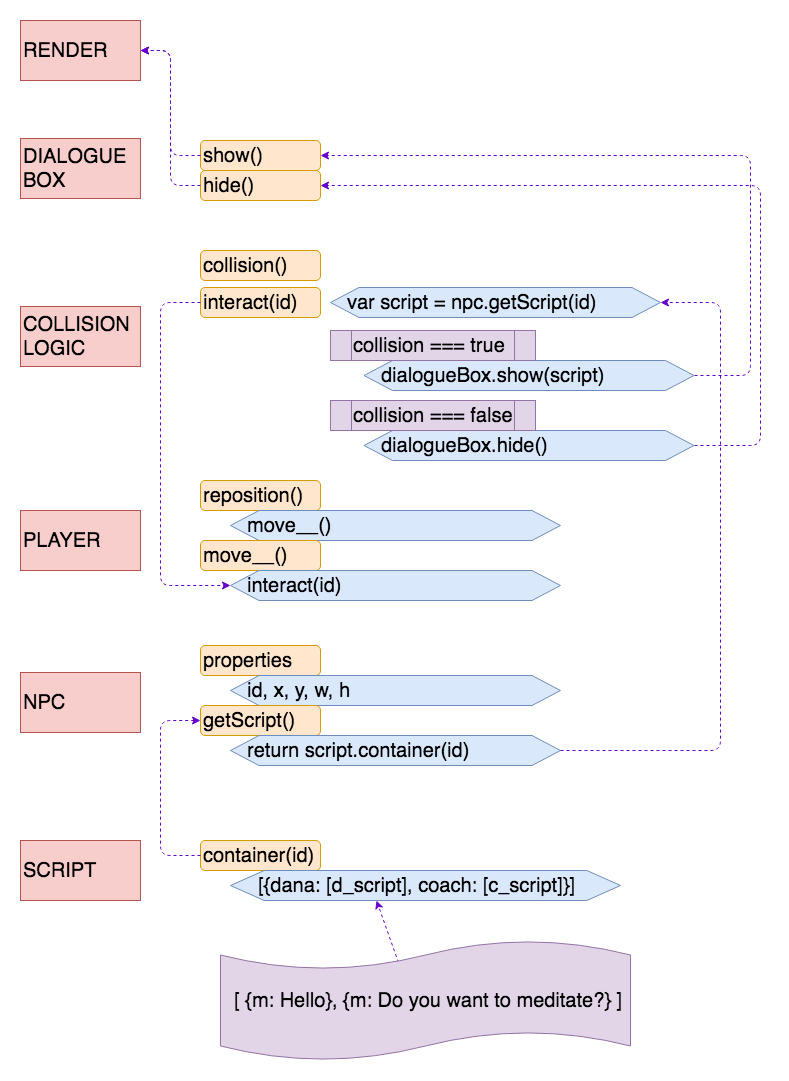 RENDER
DIALOGUE
BOX
show()
hide()
collision()
COLLISION
LOGIC
interact(id)
var script = npc.getScript(id)
collision === true
dialogueBox.show(script)
collision === false
dialogueBox.hide()
PLAYER
reposition()
move__()
move__()
interact(id)
NPC
properties
id, x, y, w, h
getScript()
return script.container(id)
SCRIPT
container(id)
[{dana: [d_script], coach: [c_script]}]
[ {m: Hello}, {m: Do you want to meditate?} ]